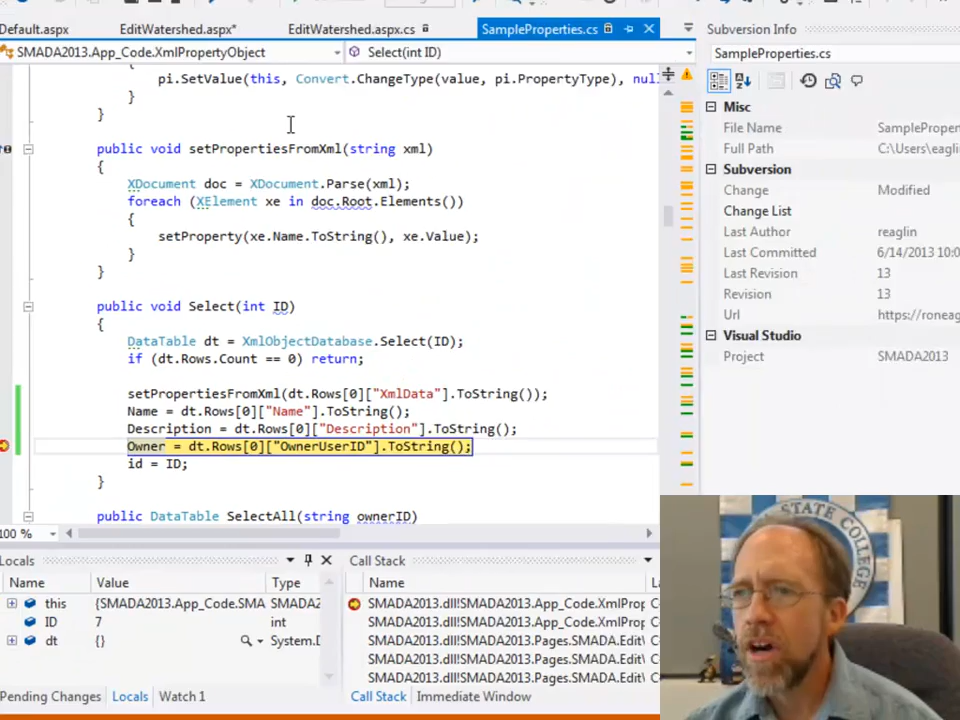 Default.aspx
EditWatershed.aspx*
EditWatershed.aspx.cs
SampleProperties.cs
Subversion Info
SMADA2013.App_Code.XmlPropertyObject
Select(int ID)
SampleProperties.cs
{
pi.SetValue(this, Convert.ChangeType(value, pi.PropertyType), null
}
}
public void setPropertiesFromXml(string xml)
{
XDocument doc = XDocument.Parse(xml);
foreach (XElement xe in doc.Root.Elements())
{
setProperty(xe.Name.ToString(), xe.Value);
}
}
public void Select(int ID)
{
DataTable dt = XmlObjectDatabase.Select(ID);
if (dt.Rows.Count == 0) return;
setPropertiesFromXml(dt.Rows[0]["XmlData"].ToString());
Name = dt.Rows[0]["Name"].ToString();
Description = dt.Rows[0]["Description"].ToString();
Owner = dt.Rows[0]["OwnerUserID"].ToString();
id = ID;
}
public DataTable SelectAll(string ownerID)
100 %
Misc
File Name SamplePropert
Full Path C:\Users\eaglin
Subversion
Change Modified
Change List
Last Author reaglin
Last Committed 6/14/2013 10:0
Last Revision 13
Revision 13
Url https://roneag
Visual Studio
Project SMADA2013
Locals
Name Value Type
this {SMADA2013.App_Code.SMA SMADA2
ID 7 int
dt {} System.D
Pending Changes Locals Watch 1
Call Stack
Name La
SMADA2013.dll!SMADA2013.App_Code.XmlProp
SMADA2013.dll!SMADA2013.App_Code.XmlProp
SMADA2013.dll!SMADA2013.Pages.SMADA.Edit
SMADA2013.dll!SMADA2013.Pages.SMADA.Edit
SMADA2013.dll!SMADA2013.Pages.SMADA.Edit
Call Stack Immediate Window
STATE COLLEGE